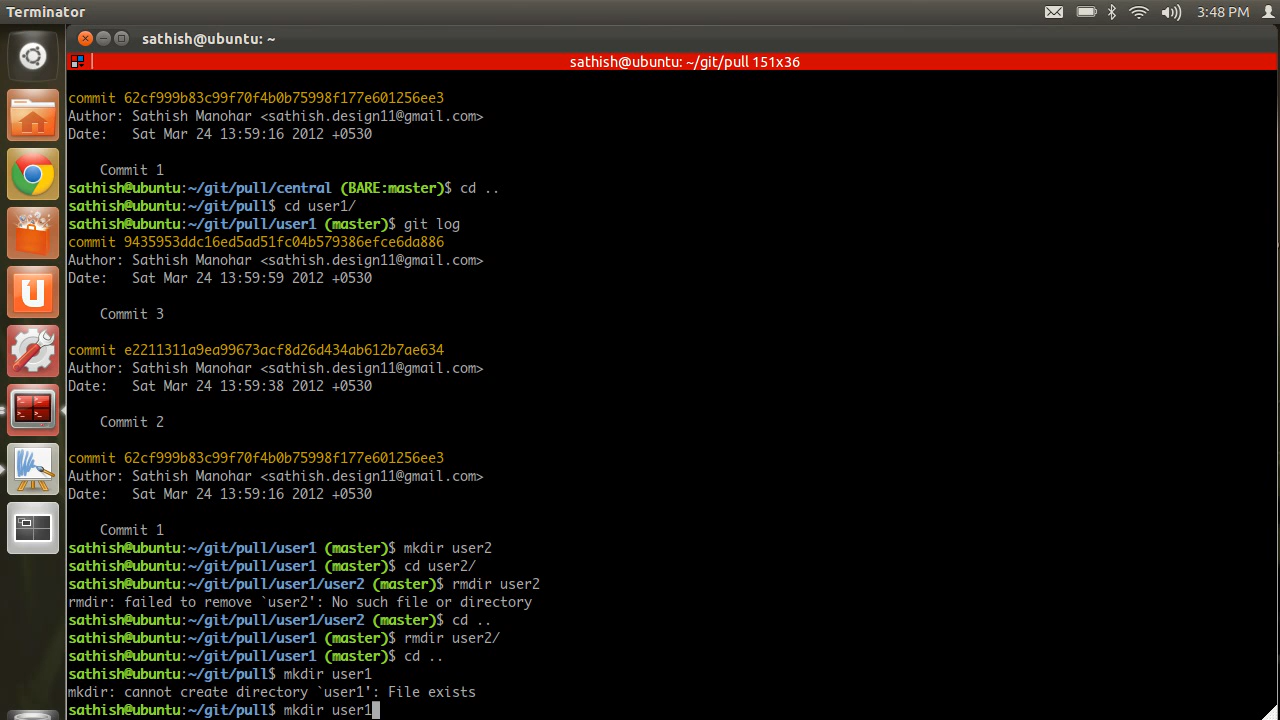 Terminator
3:48 PM
sathish@ubuntu: ~
sathish@ubuntu: ~/git/pull 151x36
commit 62cf999b83c99f70f4b0b75998f177e601256ee3
Author: Sathish Manohar <sathish.design11@gmail.com>
Date:   Sat Mar 24 13:59:16 2012 +0530
Commit 1
sathish@ubuntu:~/git/pull/central (BARE:master)$ cd ..
sathish@ubuntu:~/git/pull$ cd user1/
sathish@ubuntu:~/git/pull/user1 (master)$ git log
commit 9435953ddc16ed5ad51fc04b579386efce6da886
Author: Sathish Manohar <sathish.design11@gmail.com>
Date:   Sat Mar 24 13:59:59 2012 +0530
Commit 3
commit e2211311a9ea99673acf8d26d434ab612b7ae634
Author: Sathish Manohar <sathish.design11@gmail.com>
Date:   Sat Mar 24 13:59:38 2012 +0530
Commit 2
commit 62cf999b83c99f70f4b0b75998f177e601256ee3
Author: Sathish Manohar <sathish.design11@gmail.com>
Date:   Sat Mar 24 13:59:16 2012 +0530
Commit 1
sathish@ubuntu:~/git/pull/user1 (master)$ mkdir user2
sathish@ubuntu:~/git/pull/user1 (master)$ cd user2/
sathish@ubuntu:~/git/pull/user1/user2 (master)$ rmdir user2
rmdir: failed to remove `user2': No such file or directory
sathish@ubuntu:~/git/pull/user1/user2 (master)$ cd ..
sathish@ubuntu:~/git/pull/user1 (master)$ rmdir user2/
sathish@ubuntu:~/git/pull/user1 (master)$ cd ..
sathish@ubuntu:~/git/pull$ mkdir user1
mkdir: cannot create directory `user1': File exists
sathish@ubuntu:~/git/pull$ mkdir user1